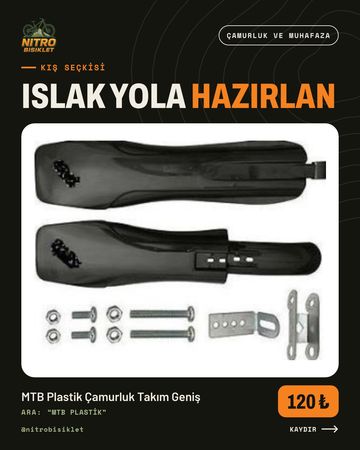 NITRO
BISIKLET
ÇAMURLUK VE MUHAFAZA
KIŞ SEÇKİSİ
ISLAK YOLA HAZIRLAN
MTB Plastik Çamurluk Takım Geniş
120 ₺
ARA: "MTB PLASTİK"
@nitrobisiklet
KAYDIR